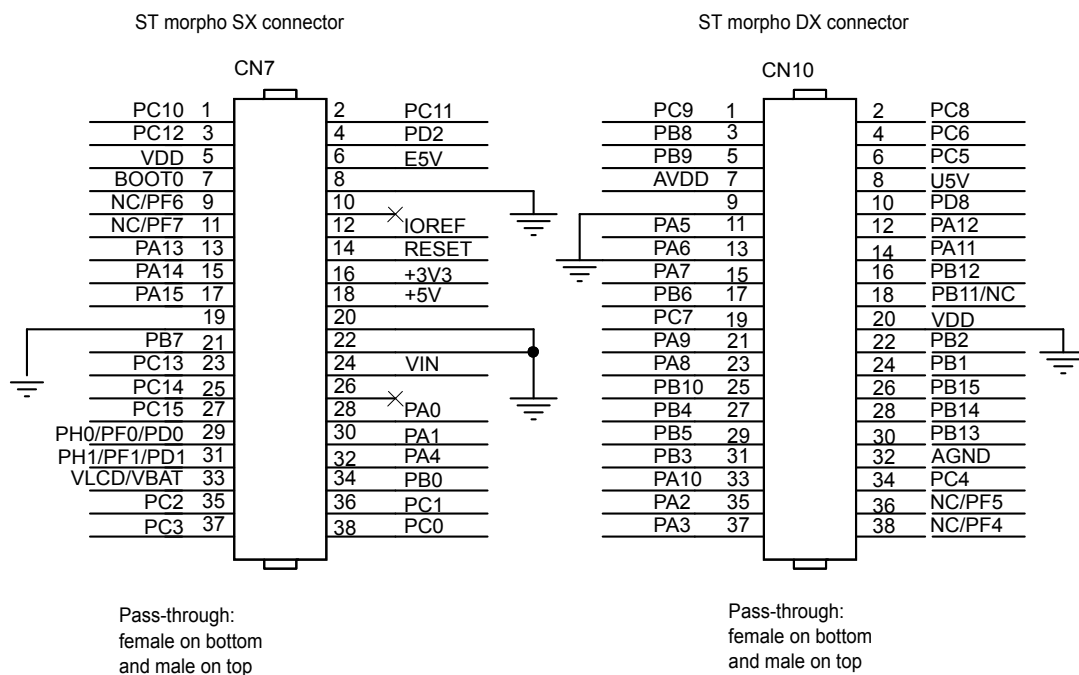 ST morpho SX connector
ST morpho DX connector
CN7
PC10 1 2 PC11
PC12 3 4 PD2
VDD 5 6 E5V
BOOT0 7 8
NC/PF6 9 10
NC/PF7 11 12 IOREF
PA13 13 14 RESET
PA14 15 16 +3V3
PA15 17 18 +5V
19 20
PB7 21 22
PC13 23 24 VIN
PC14 25 26
PC15 27 28 PA0
PH0/PF0/PD0 29 30 PA1
PH1/PF1/PD1 31 32 PA4
VLCD/VBAT 33 34 PB0
PC2 35 36 PC1
PC3 37 38 PC0
Pass-through:
female on bottom
and male on top
CN10
PC9 1 2 PC8
PB8 3 4 PC6
PB9 5 6 PC5
AVDD 7 8 U5V
9 10 PD8
PA5 11 12 PA12
PA6 13 14 PA11
PA7 15 16 PB12
PB6 17 18 PB11/NC
PC7 19 20 VDD
PA9 21 22 PB2
PA8 23 24 PB1
PB10 25 26 PB15
PB4 27 28 PB14
PB5 29 30 PB13
PB3 31 32 AGND
PA10 33 34 PC4
PA2 35 36 NC/PF5
PA3 37 38 NC/PF4
Pass-through:
female on bottom
and male on top